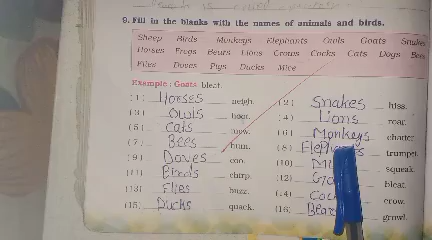 9. Fill in the blanks with the names of animals and birds.
Sheep Birds Monkeys Elephants Owls Goats Snakes
Horses Frogs Bears Lions Crows Cocks Cats Dogs Bees
Flies Doves Pigs Ducks Mice
Example: Goats bleat.
(1) Horses neigh. (2) Snakes hiss.
(3) Owls hoot. (4) Lions roar.
(5) Cats mew. (6) Monkeys chatter.
(7) Bees hum. (8) trumpet.
(9) Doves coo. (10) squeak.
(11) Birds chirp. (12) bleat.
(13) Flies buzz. (14) crow.
(15) Ducks quack. (16) growl.